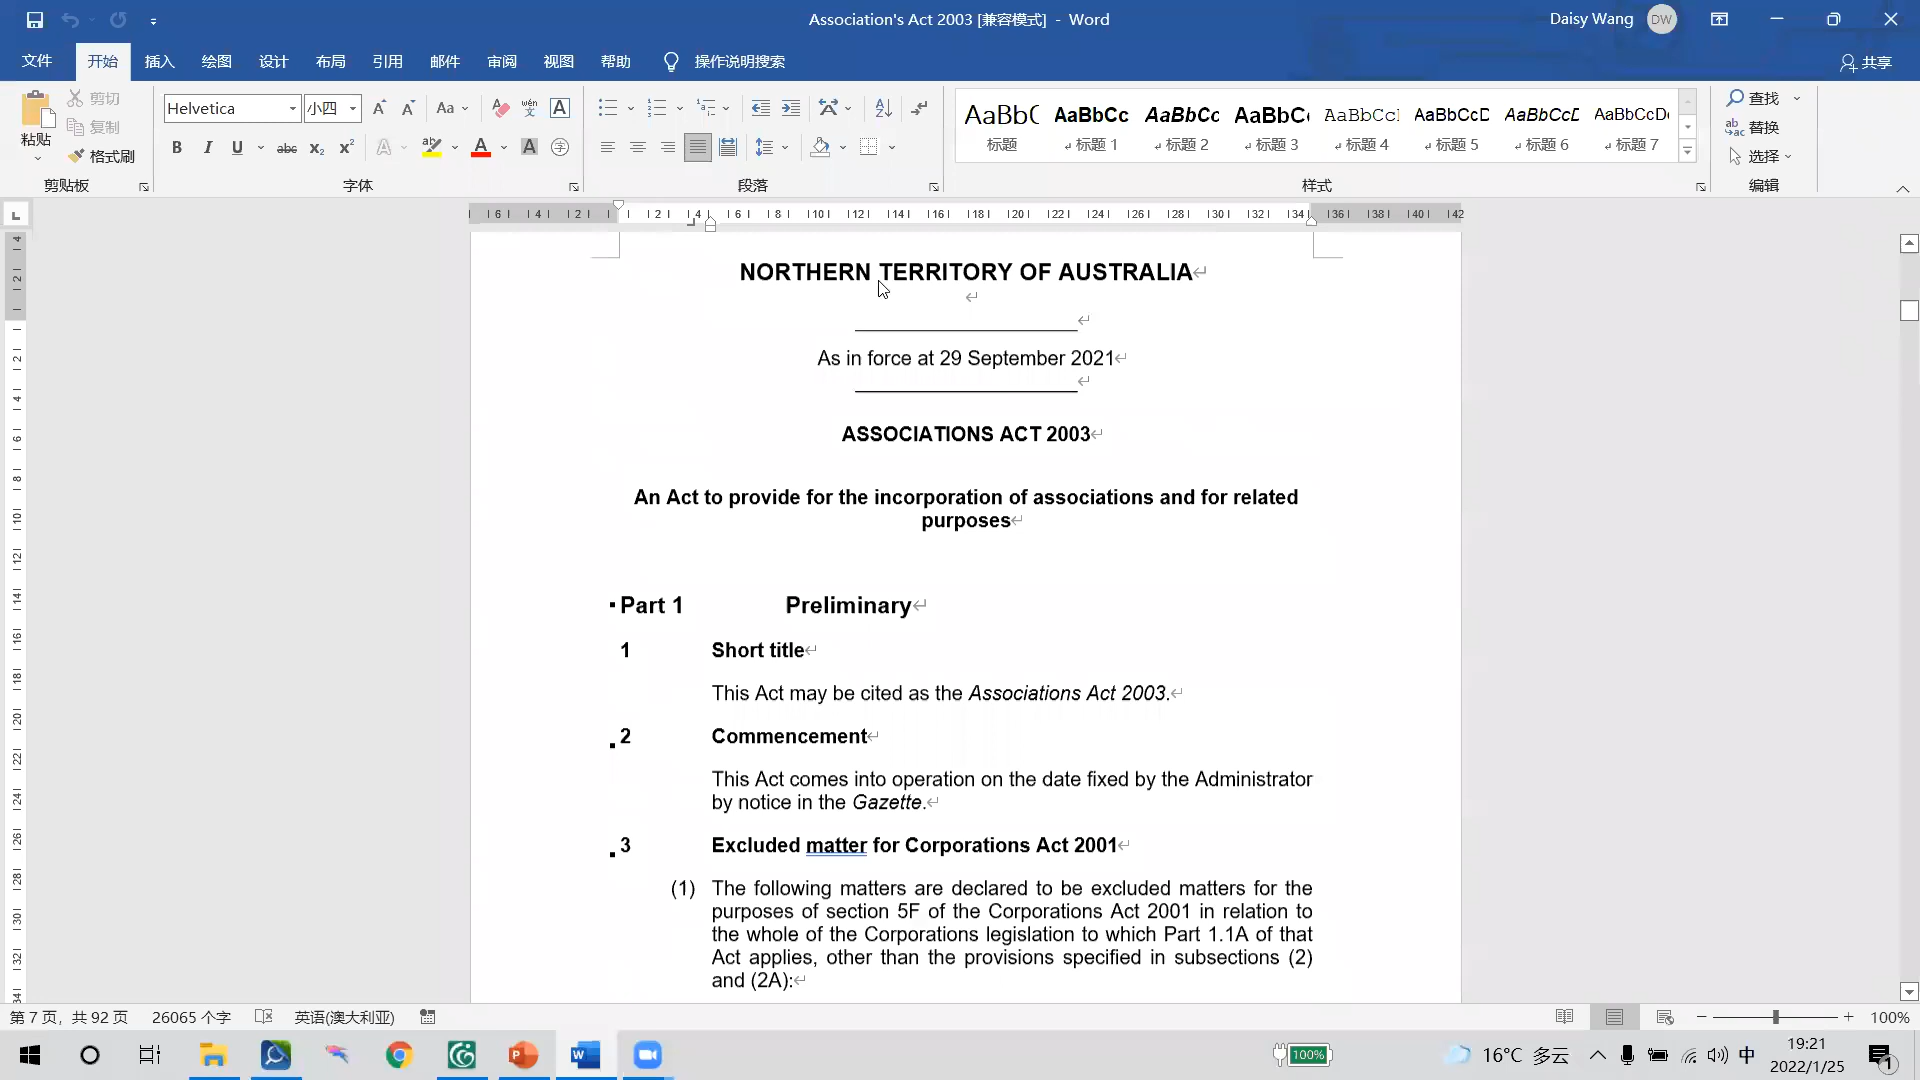 Association's Act 2003 [兼容模式] - Word
Daisy Wang
DW
文件 开始 插入 绘图 设计 布局 引用 邮件 审阅 视图 帮助 操作说明搜索 共享
粘贴
剪切
复制
格式刷
剪贴板
Helvetica 小四
字体
段落
AaBbC AaBbCc AaBbCc AaBbC AaBbCcI AaBbCcD AaBbCcD AaBbCcDc
标题 标题 1 标题 2 标题 3 标题 4 标题 5 标题 6 标题 7
样式
查找
替换
选择
编辑
NORTHERN TERRITORY OF AUSTRALIA
As in force at 29 September 2021
ASSOCIATIONS ACT 2003
An Act to provide for the incorporation of associations and for related
purposes
Part 1 Preliminary
1 Short title
This Act may be cited as the Associations Act 2003.
2 Commencement
This Act comes into operation on the date fixed by the Administrator
by notice in the Gazette.
3 Excluded matter for Corporations Act 2001
(1) The following matters are declared to be excluded matters for the
purposes of section 5F of the Corporations Act 2001 in relation to
the whole of the Corporations legislation to which Part 1.1A of that
Act applies, other than the provisions specified in subsections (2)
and (2A):
第 7 页，共 92 页 26065 个字 英语(澳大利亚) 100%
100% 16°C 多云 中 19:21
2022/1/25
1